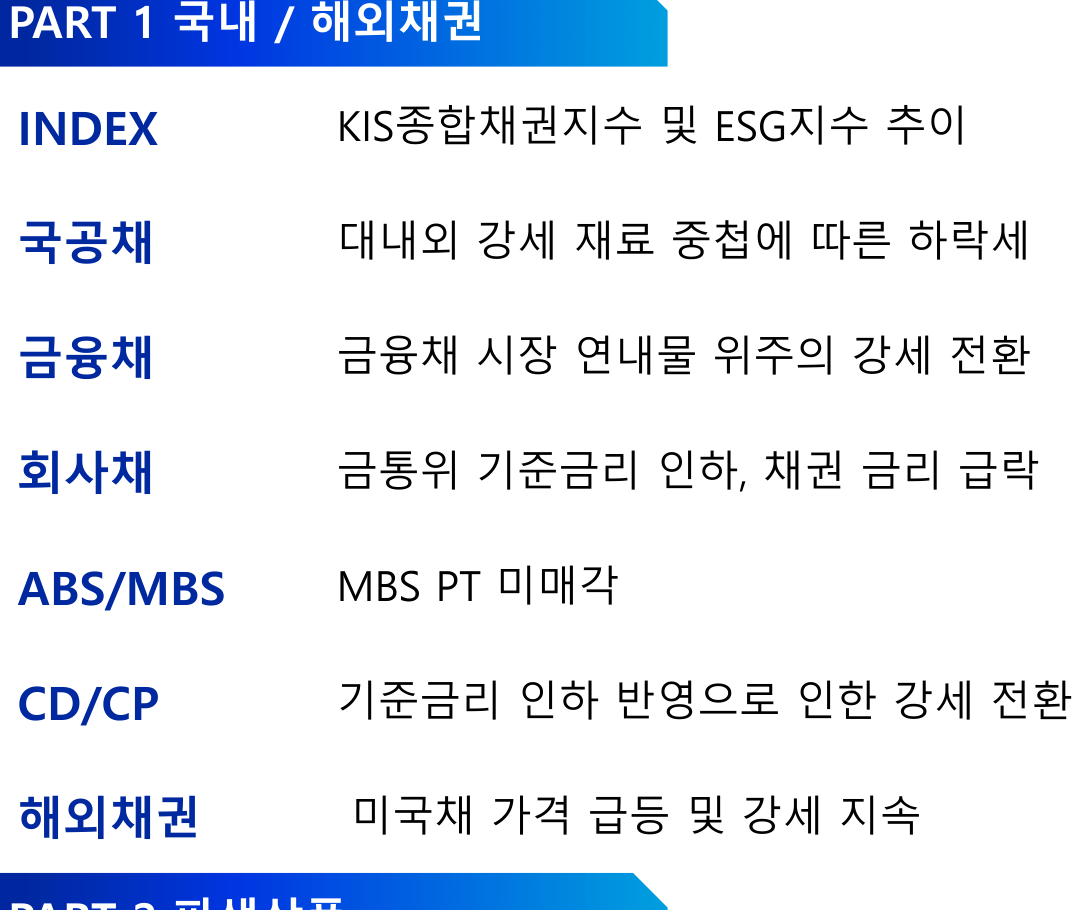 PART 1 국내 / 해외채권
INDEX KIS종합채권지수 및 ESG지수 추이
국공채 대내외 강세 재료 중첩에 따른 하락세
금융채 금융채 시장 연내물 위주의 강세 전환
회사채 금통위 기준금리 인하, 채권 금리 급락
ABS/MBS MBS PT 미매각
CD/CP 기준금리 인하 반영으로 인한 강세 전환
해외채권 미국채 가격 급등 및 강세 지속
PART 2 파생상품